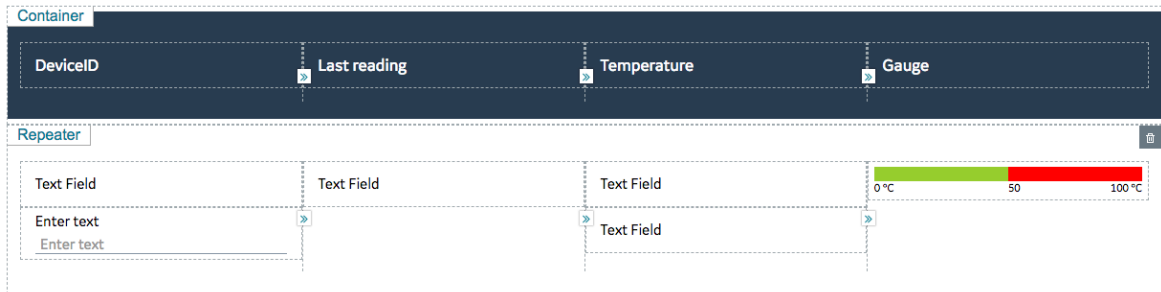 Container
DeviceID Last reading Temperature Gauge
Repeater
Text Field Text Field Text Field
0 °C 50 100 °C
Enter text
Text Field
Enter text